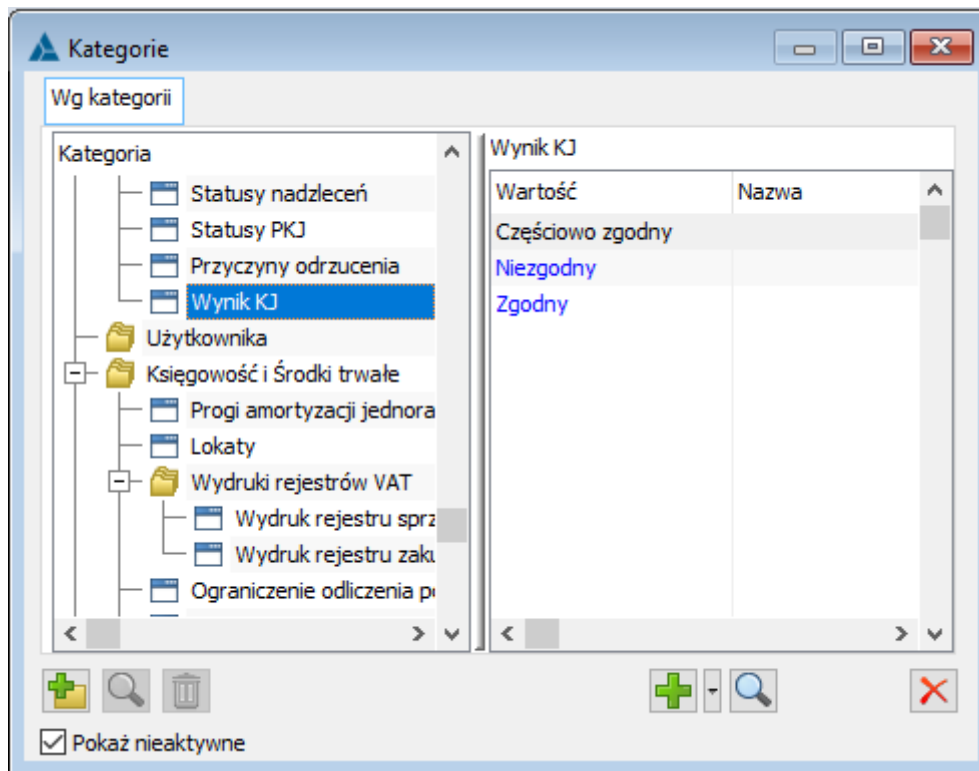 Kategorie
Wg kategorii
Kategoria
Statusy nadzleceń
Statusy PKJ
Przyczyny odrzucenia
Wynik KJ
Użytkownika
Księgowość i Środki trwałe
Progi amortyzacji jednora
Lokaty
Wydruki rejestrów VAT
Wydruk rejestru sprz
Wydruk rejestru zaku
Ograniczenie odliczenia po
Wynik KJ
Wartość Nazwa
Częściowo zgodny
Niezgodny
Zgodny
Pokaż nieaktywne